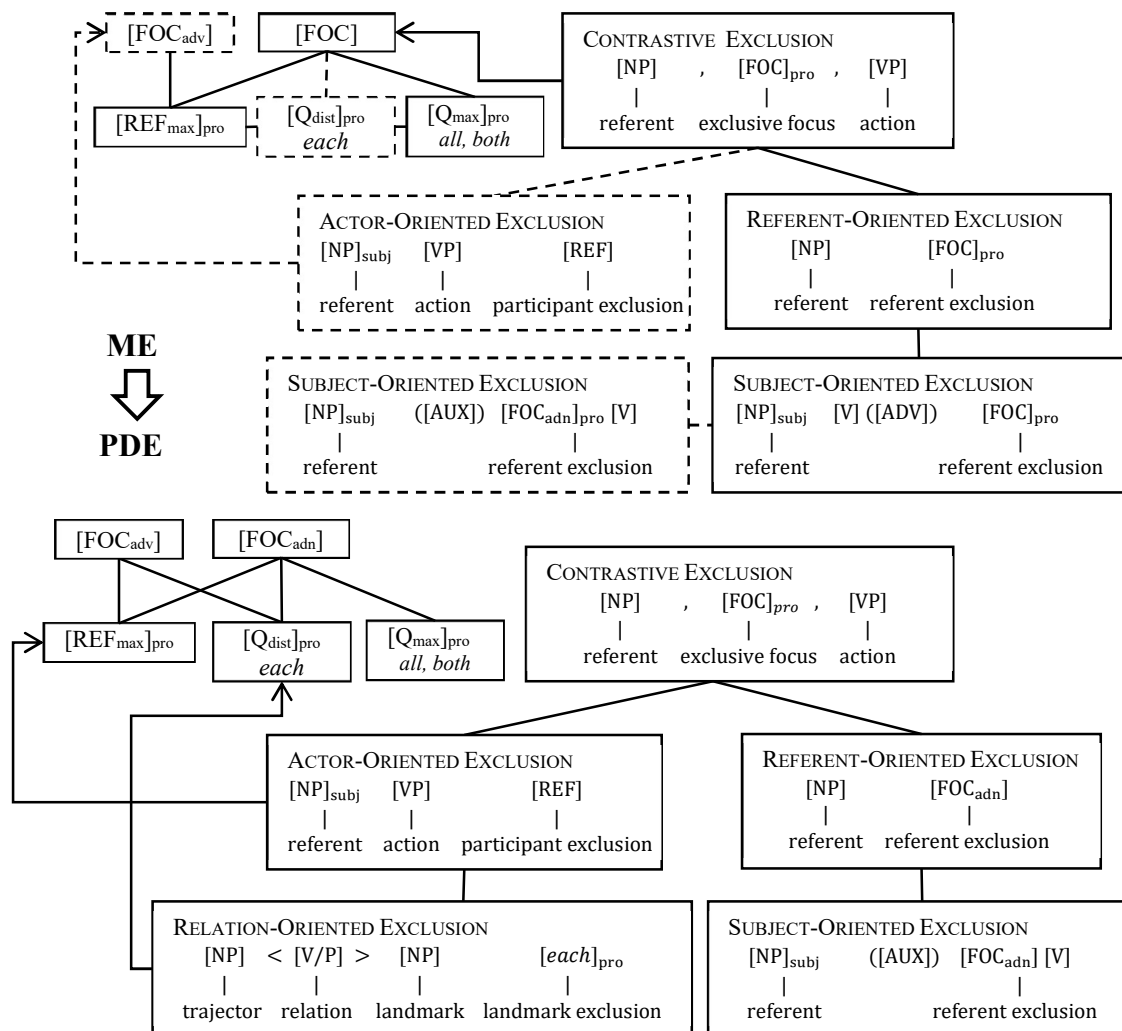 [FOCadv] [FOC]
CONTRASTIVE EXCLUSION
[NP] , [FOC]pro , [VP]
| | |
referent exclusive focus action
[REFmax]pro [Qdist]pro [Qmax]pro
each all, both
ACTOR-ORIENTED EXCLUSION
[NP]subj [VP] [REF]
| | |
referent action participant exclusion
REFERENT-ORIENTED EXCLUSION
[NP] [FOC]pro
| |
referent referent exclusion
ME
PDE
SUBJECT-ORIENTED EXCLUSION
[NP]subj ([AUX]) [FOCadn]pro [V]
| |
referent referent exclusion
SUBJECT-ORIENTED EXCLUSION
[NP]subj [V] ([ADV]) [FOC]pro
| |
referent referent exclusion
[FOCadv] [FOCadn]
CONTRASTIVE EXCLUSION
[NP] , [FOC]pro , [VP]
| | |
referent exclusive focus action
[REFmax]pro [Qdist]pro [Qmax]pro
each all, both
ACTOR-ORIENTED EXCLUSION
[NP]subj [VP] [REF]
| | |
referent action participant exclusion
REFERENT-ORIENTED EXCLUSION
[NP] [FOCadn]
| |
referent referent exclusion
RELATION-ORIENTED EXCLUSION
[NP] < [V/P] > [NP] [each]pro
| | | |
trajector relation landmark landmark exclusion
SUBJECT-ORIENTED EXCLUSION
[NP]subj ([AUX]) [FOCadn] [V]
| |
referent referent exclusion